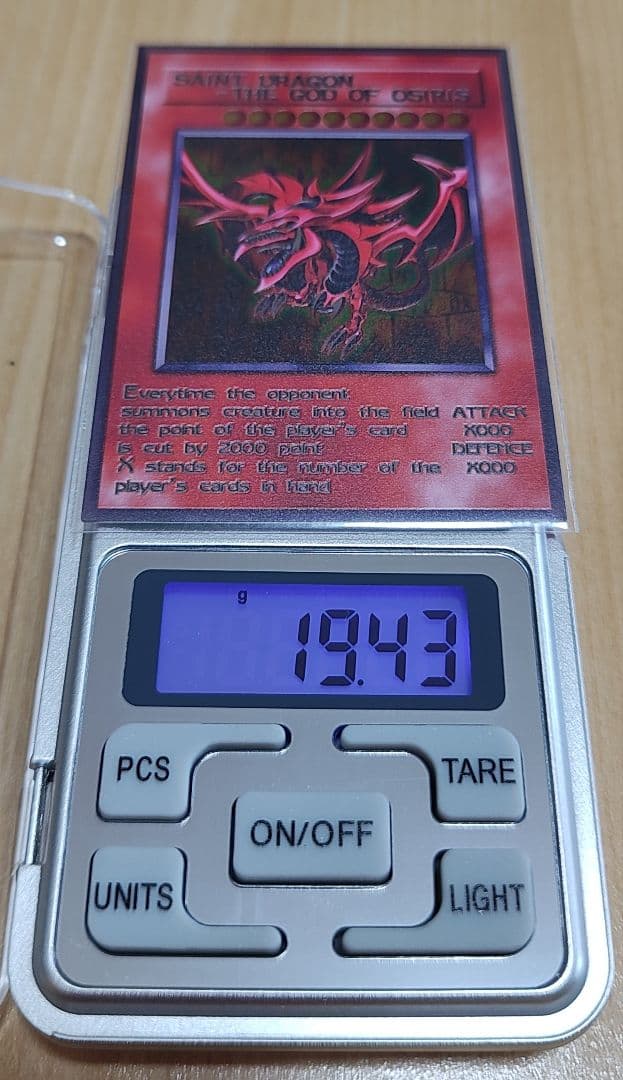 SAINT DRAGON
-THE GOD OF OSIRIS
Everytime the opponent
summons creature into the field
the point of the player's card
is cut by 2000 point
X stands for the number of the
player's cards in hand
ATTACK
X000
DEFENCE
X000
g
19.43
PCS
TARE
ON/OFF
UNITS
LIGHT